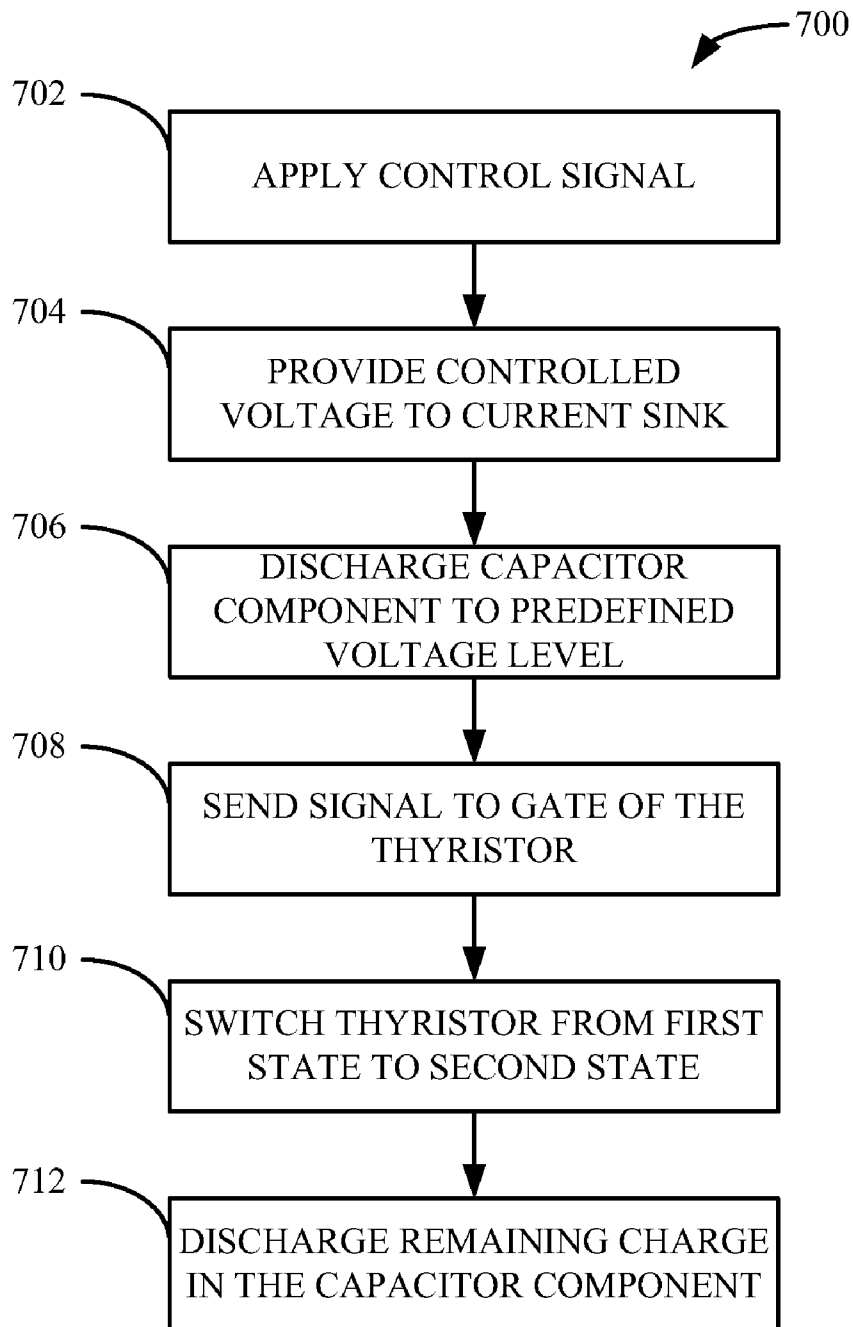 700
702
APPLY CONTROL SIGNAL
704
PROVIDE CONTROLLED
VOLTAGE TO CURRENT SINK
706
DISCHARGE CAPACITOR
COMPONENT TO PREDEFINED
VOLTAGE LEVEL
708
SEND SIGNAL TO GATE OF THE
THYRISTOR
710
SWITCH THYRISTOR FROM FIRST
STATE TO SECOND STATE
712
DISCHARGE REMAINING CHARGE
IN THE CAPACITOR COMPONENT